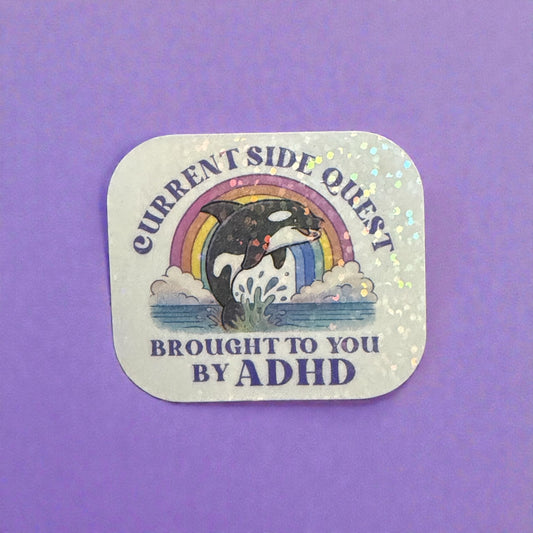 CURRENT SIDE QUEST
BROUGHT TO YOU
BY ADHD